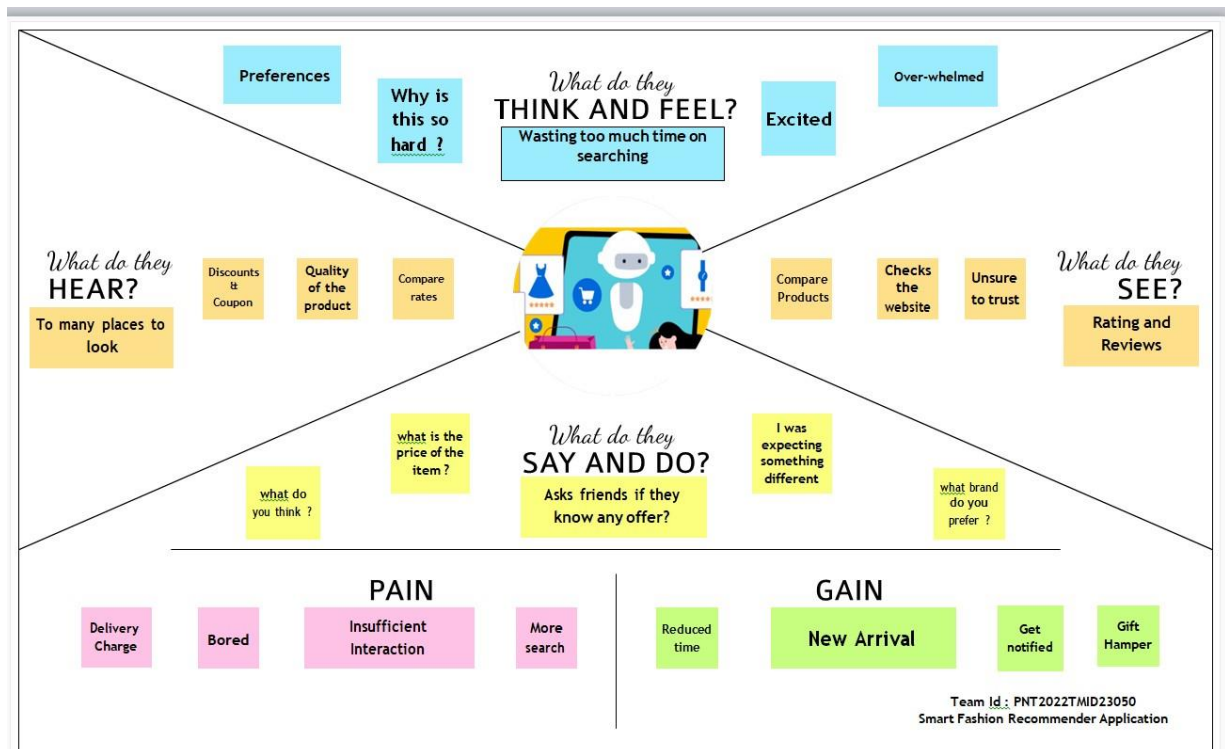 Preferences
Why is
this so
hard ?
What do they
THINK AND FEEL?
Wasting too much time on
searching
Excited
Over-whelmed
What do they
HEAR?
To many places to
look
Discounts
&
Coupon
Quality
of the
product
Compare
rates
Compare
Products
Checks
the
website
Unsure
to trust
What do they
SEE?
Rating and
Reviews
what do
you think ?
what is the
price of the
item ?
What do they
SAY AND DO?
Asks friends if they
know any offer?
I was
expecting
something
different
what brand
do you
prefer ?
PAIN
Delivery
Charge
Bored
Insufficient
Interaction
More
search
GAIN
Reduced
time
New Arrival
Get
notified
Gift
Hamper
Team Id : PNT2022TMID23050
Smart Fashion Recommender Application